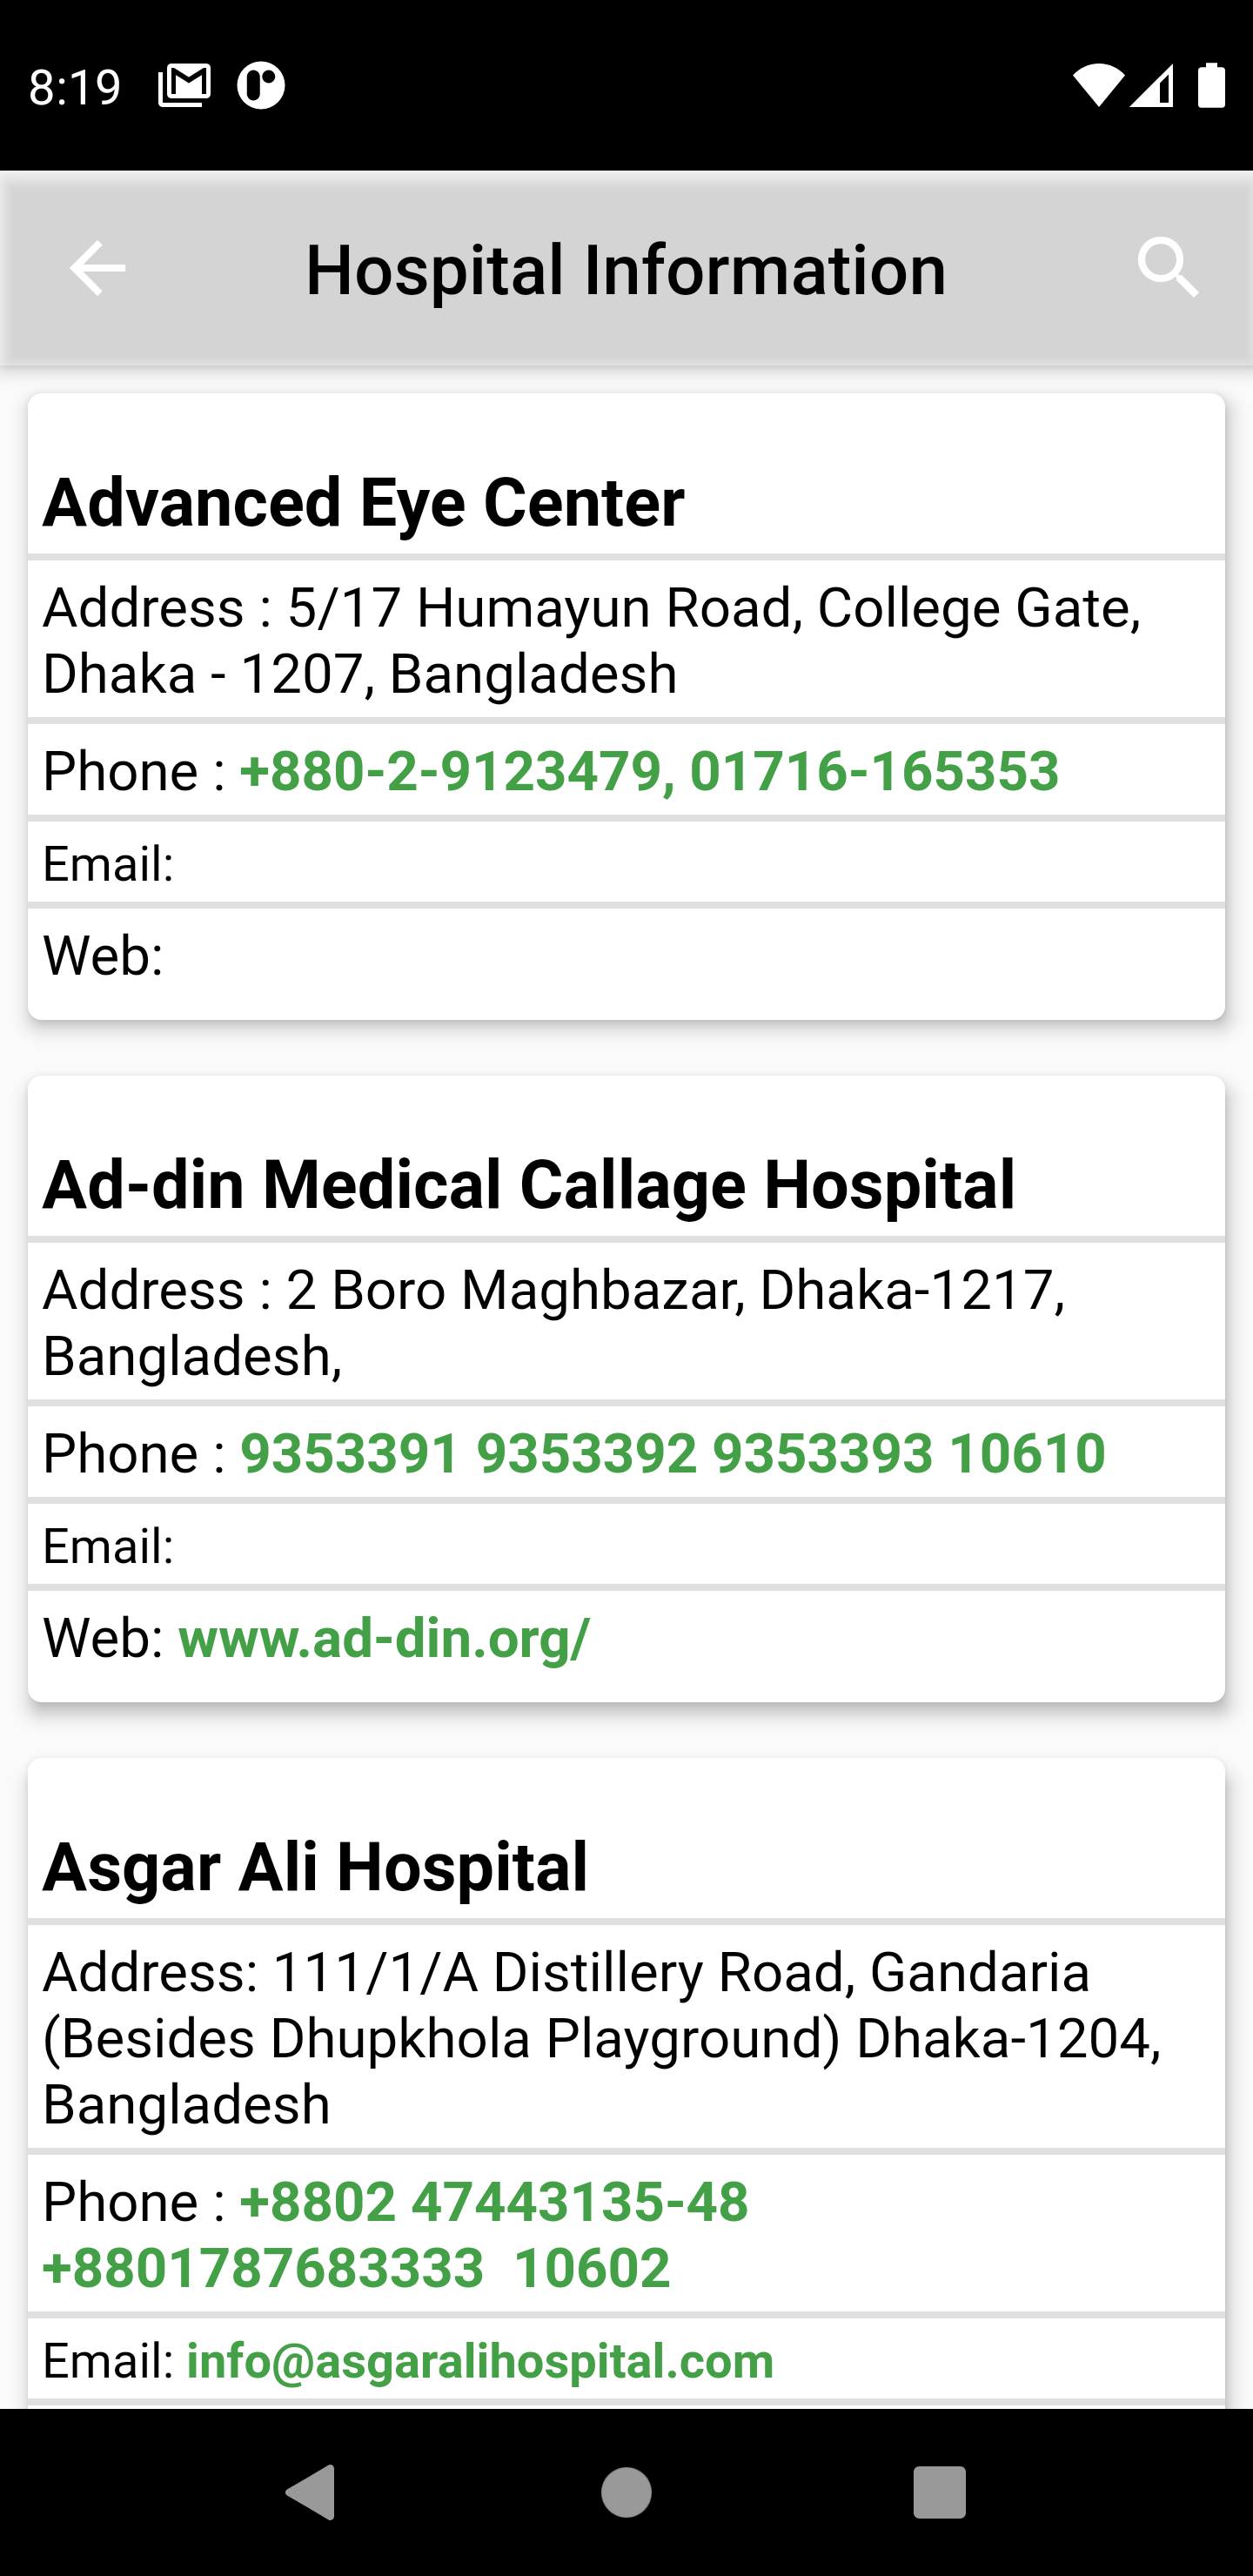 8:19
Hospital Information
Advanced Eye Center
Address : 5/17 Humayun Road, College Gate,
Dhaka - 1207, Bangladesh
Phone : +880-2-9123479, 01716-165353
Email:
Web:
Ad-din Medical Callage Hospital
Address : 2 Boro Maghbazar, Dhaka-1217,
Bangladesh,
Phone : 9353391 9353392 9353393 10610
Email:
Web: www.ad-din.org/
Asgar Ali Hospital
Address: 111/1/A Distillery Road, Gandaria
(Besides Dhupkhola Playground) Dhaka-1204,
Bangladesh
Phone : +8802 47443135-48
+8801787683333  10602
Email: info@asgaralihospital.com